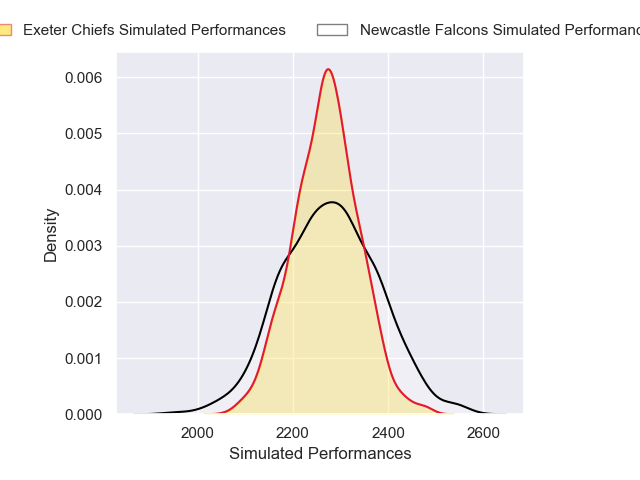 Exeter Chiefs Simulated Performances
Newcastle Falcons Simulated
0.006
0.005
0.004
0.003
0.002
0.001
0.000
Density
2000
2200
2400
2600
Simulated Performances